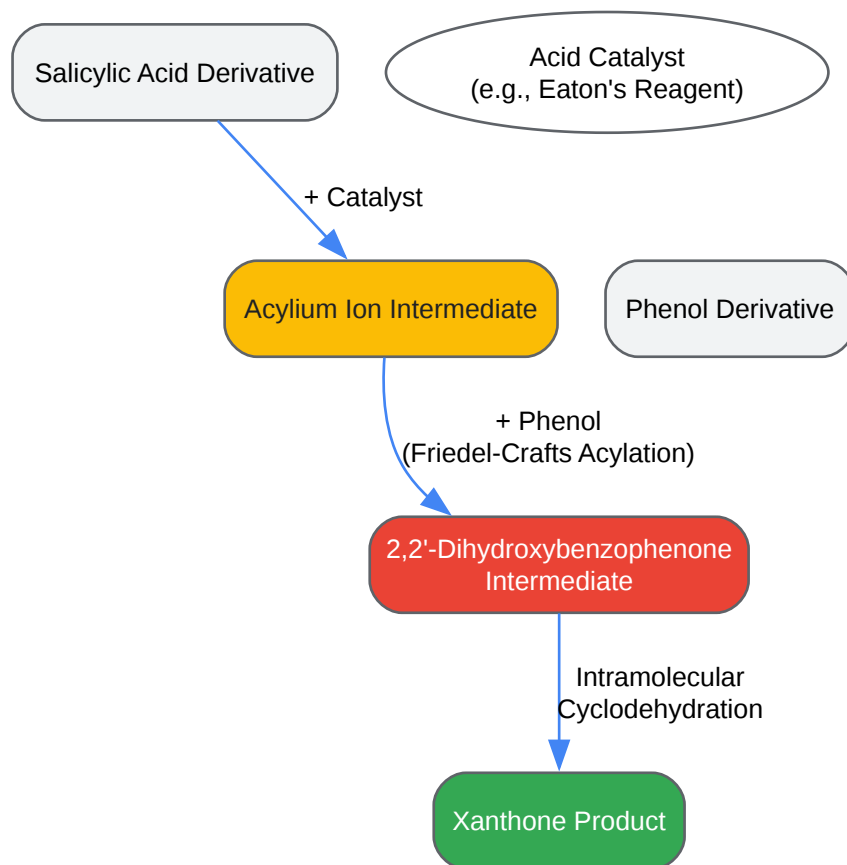 Salicylic Acid Derivative
Acid Catalyst
(e.g., Eaton's Reagent)
+ Catalyst
Acylium Ion Intermediate
Phenol Derivative
+ Phenol
(Friedel-Crafts Acylation)
2,2'-Dihydroxybenzophenone
Intermediate
Intramolecular
Cyclodehydration
Xanthone Product